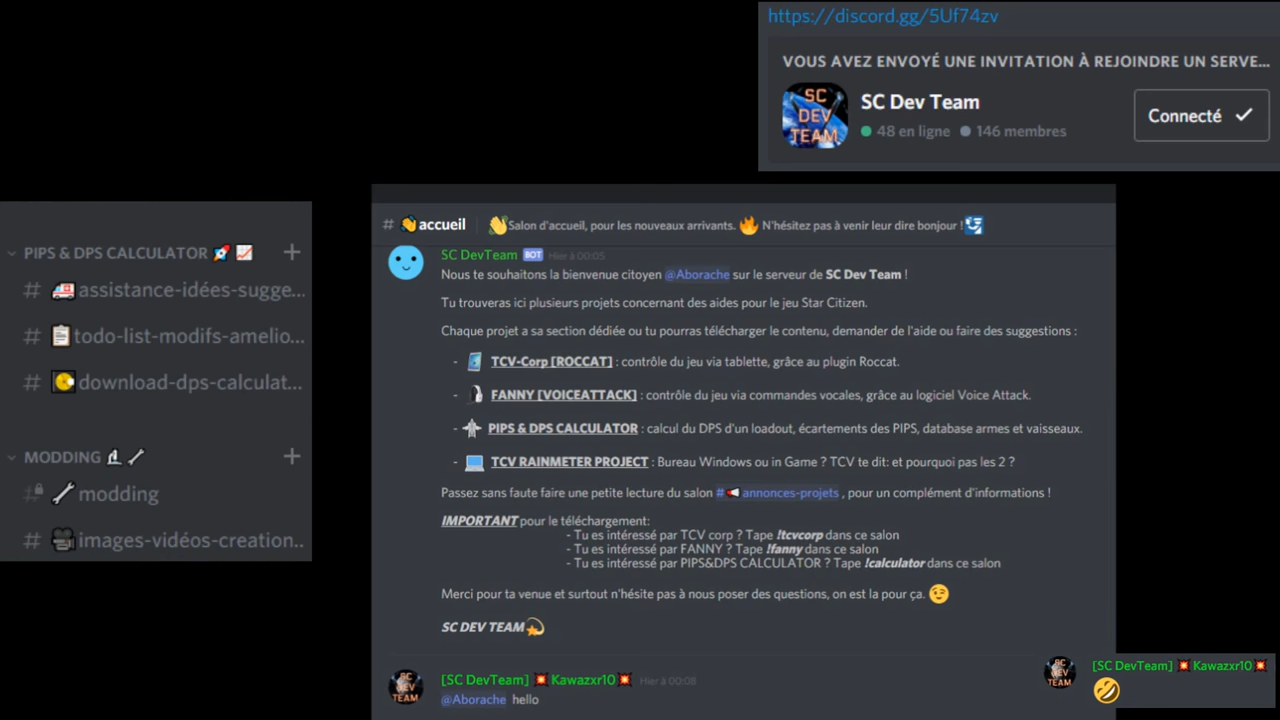 https://discord.gg/5Uf74zv
VOUS AVEZ ENVOYÉ UNE INVITATION À REJOINDRE UN SERVE...
SC DEV TEAM
SC Dev Team
48 en ligne 146 membres
Connecté
PIPS & DPS CALCULATOR
# assistance-idées-sugge...
# todo-list-modifs-amelio...
# download-dps-calculat...
MODDING
# modding
# images-vidéos-creation..
# accueil
Salon d'accueil, pour les nouveaux arrivants. N'hésitez pas à venir leur dire bonjour !
SC DevTeam BOT Hier à 00:05
Nous te souhaitons la bienvenue citoyen @Aborache sur le serveur de SC Dev Team !
Tu trouveras ici plusieurs projets concernant des aides pour le jeu Star Citizen.
Chaque projet a sa section dédiée ou tu pourras télécharger le contenu, demander de l'aide ou faire des suggestions :
- TCV-Corp [ROCCAT] : contrôle du jeu via tablette, grâce au plugin Roccat.
- FANNY [VOICEATTACK] : contrôle du jeu via commandes vocales, grâce au logiciel Voice Attack.
- PIPS & DPS CALCULATOR : calcul du DPS d'un loadout, écartements des PIPS, database armes et vaisseaux.
- TCV RAINMETER PROJECT : Bureau Windows ou in Game ? TCV te dit: et pourquoi pas les 2 ?
Passez sans faute faire une petite lecture du salon # annonces-projets , pour un complément d'informations !
IMPORTANT pour le téléchargement:
- Tu es intéressé par TCV corp ? Tape !tcvcorp dans ce salon
- Tu es intéressé par FANNY ? Tape !fanny dans ce salon
- Tu es intéressé par PIPS&DPS CALCULATOR ? Tape !calculator dans ce salon
Merci pour ta venue et surtout n'hésite pas à nous poser des questions, on est la pour ça.
SC DEV TEAM
SC DEV TEAM
[SC DevTeam] Kawazxr10 Hier à 00:08
@Aborache hello
SC DEV TEAM
[SC DevTeam] Kawazxr10